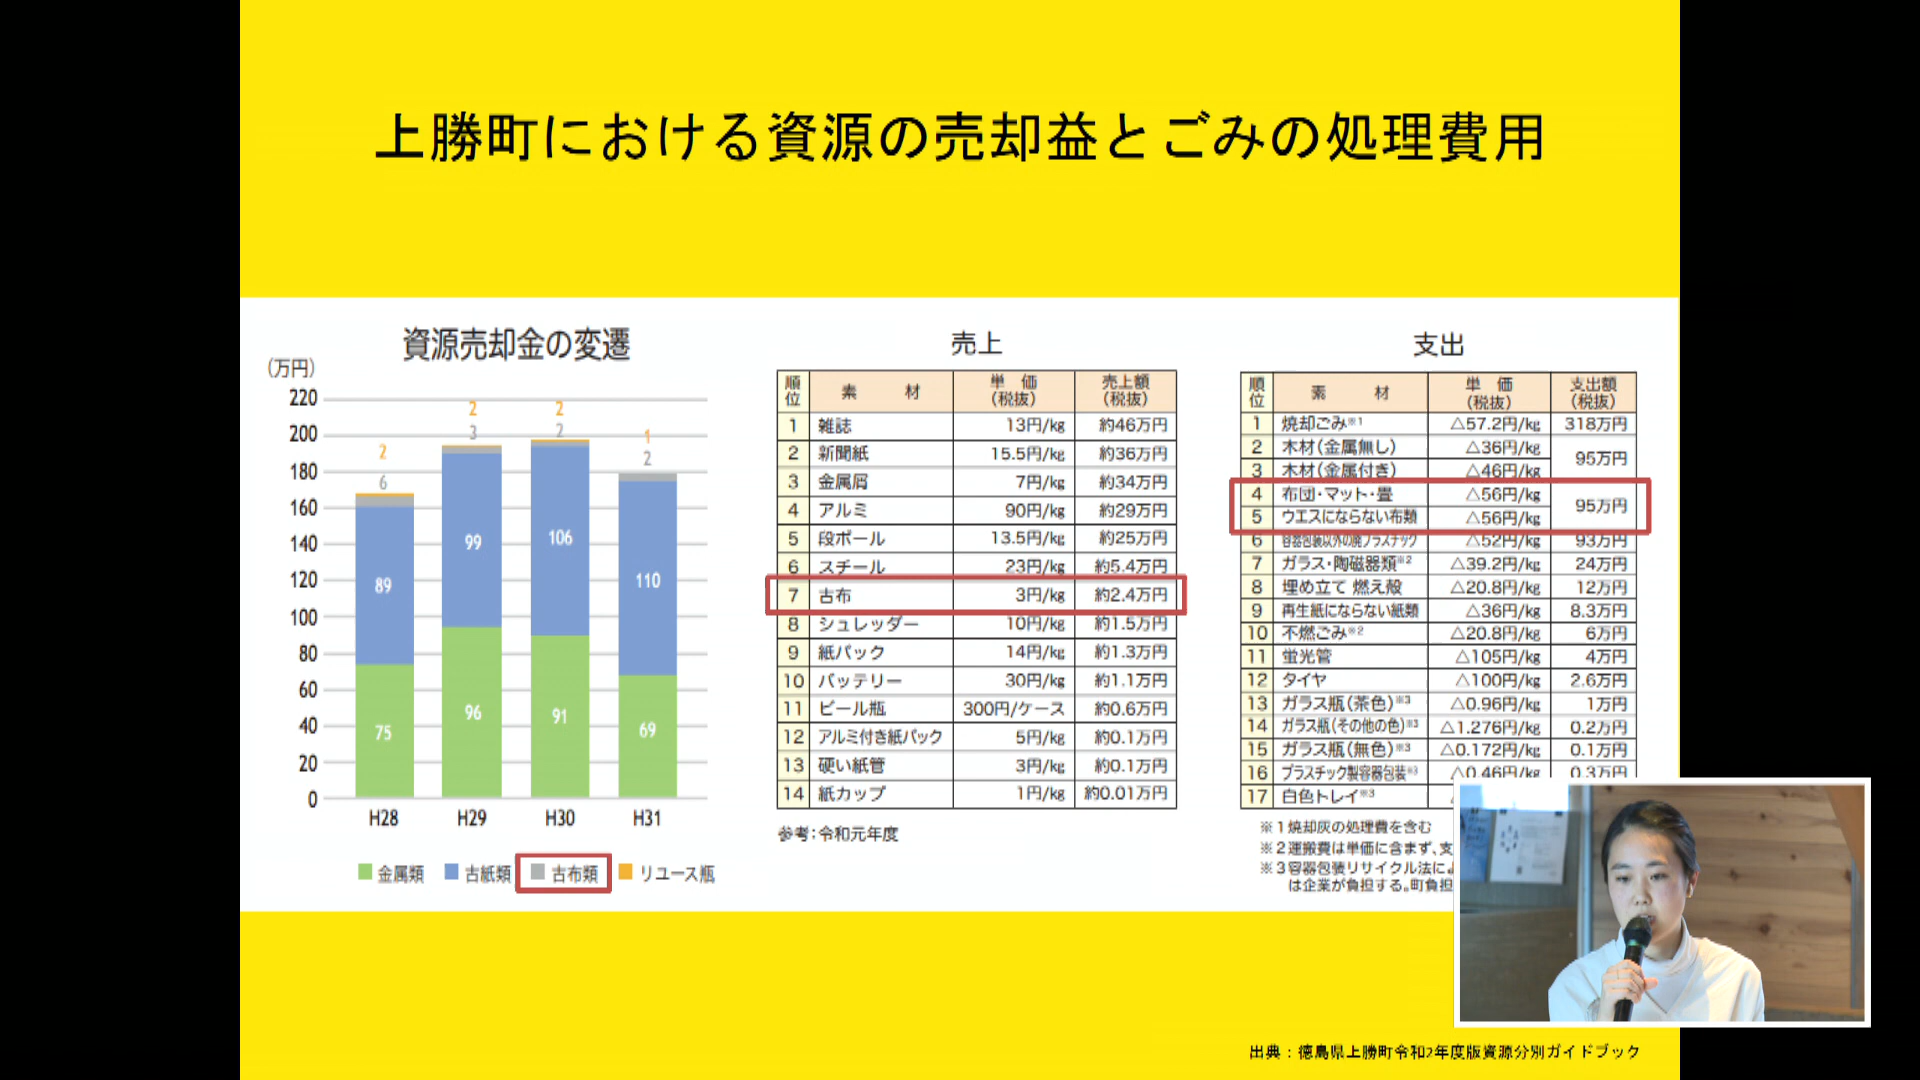 上勝町における資源の売却益とごみの処理費用
資源売却金の変遷
(万円)
220
200
180
160
140
120
100
80
60
40
20
0
2
6
89
75
2
3
99
96
2
2
106
91
1
2
110
69
H28 H29 H30 H31
金属類 古紙類 古布類 リユース瓶
売上
順位 素材 単価(税抜) 売上額(税抜)
1 雑誌 13円/kg 約46万円
2 新聞紙 15.5円/kg 約36万円
3 金属屑 7円/kg 約34万円
4 アルミ 90円/kg 約29万円
5 段ボール 13.5円/kg 約25万円
6 スチール 23円/kg 約5.4万円
7 古布 3円/kg 約2.4万円
8 シュレッダー 10円/kg 約1.5万円
9 紙パック 14円/kg 約1.3万円
10 バッテリー 30円/kg 約1.1万円
11 ビール瓶 300円/ケース 約0.6万円
12 アルミ付き紙パック 5円/kg 約0.1万円
13 硬い紙管 3円/kg 約0.1万円
14 紙カップ 1円/kg 約0.01万円
参考:令和元年度
支出
順位 素材 単価(税抜) 支出額(税抜)
1 焼却ごみ※1 △57.2円/kg 318万円
2 木材(金属無し) △36円/kg 95万円
3 木材(金属付き) △46円/kg
4 布団・マット・畳 △56円/kg 95万円
5 ウエスにならない布類 △56円/kg
6 容器包装以外の廃プラスチック △52円/kg 93万円
7 ガラス・陶磁器類※2 △39.2円/kg 24万円
8 埋め立て 燃え殻 △20.8円/kg 12万円
9 再生紙にならない紙類 △36円/kg 8.3万円
10 不燃ごみ※2 △20.8円/kg 6万円
11 蛍光管 △105円/kg 4万円
12 タイヤ △100円/kg 2.6万円
13 ガラス瓶(茶色)※3 △0.96円/kg 1万円
14 ガラス瓶(その他の色)※3 △1.276円/kg 0.2万円
15 ガラス瓶(無色)※3 △0.172円/kg 0.1万円
16 プラスチック製容器包装※3 △0.46円/kg 0.3万円
17 白色トレイ※3
※1焼却灰の処理費を含む
※2運搬費は単価に含まず、支
※3容器包装リサイクル法に
は企業が負担する。町負担
出典：徳島県上勝町令和2年度版資源分別ガイドブック